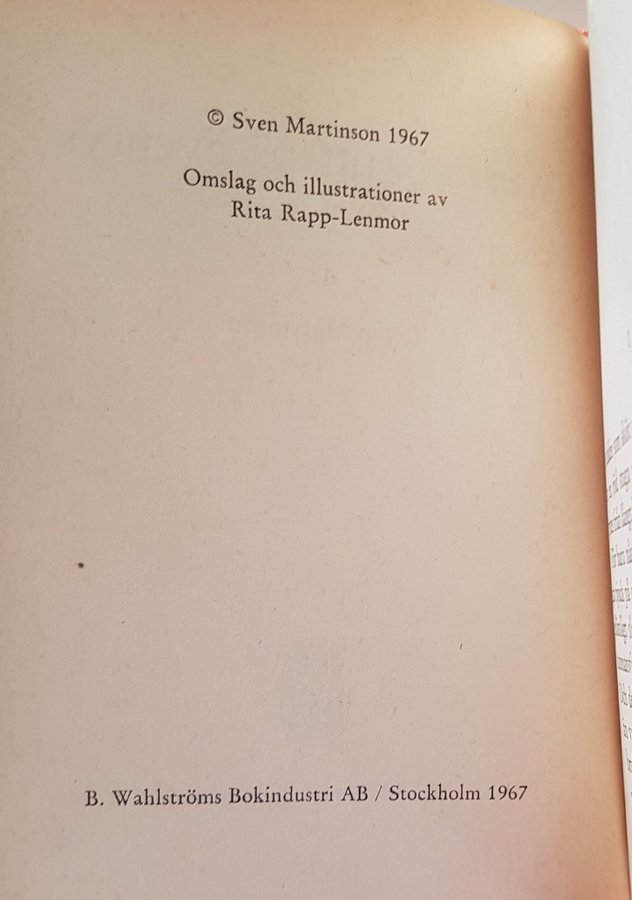 © Sven Martinson 1967
Omslag och illustrationer av
Rita Rapp-Lenmor
B. Wahlströms Bokindustri AB / Stockholm 1967